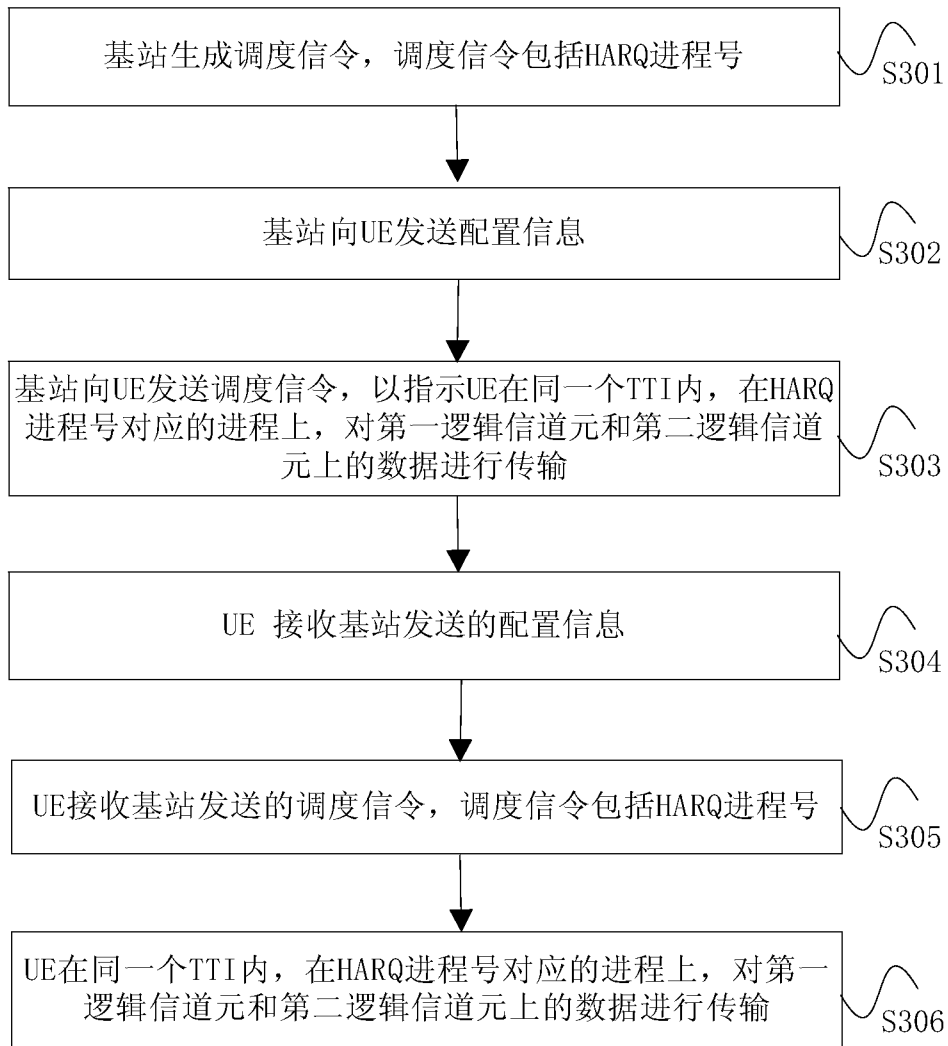 基站生成调度信令，调度信令包括HARQ进程号
S301
基站向UE发送配置信息
S302
基站向UE发送调度信令，以指示UE在同一个TTI内，在HARQ
进程号对应的进程上，对第一逻辑信道元和第二逻辑信道
元上的数据进行传输
S303
UE 接收基站发送的配置信息
S304
UE接收基站发送的调度信令，调度信令包括HARQ进程号
S305
UE在同一个TTI内，在HARQ进程号对应的进程上，对第一
逻辑信道元和第二逻辑信道元上的数据进行传输
S306